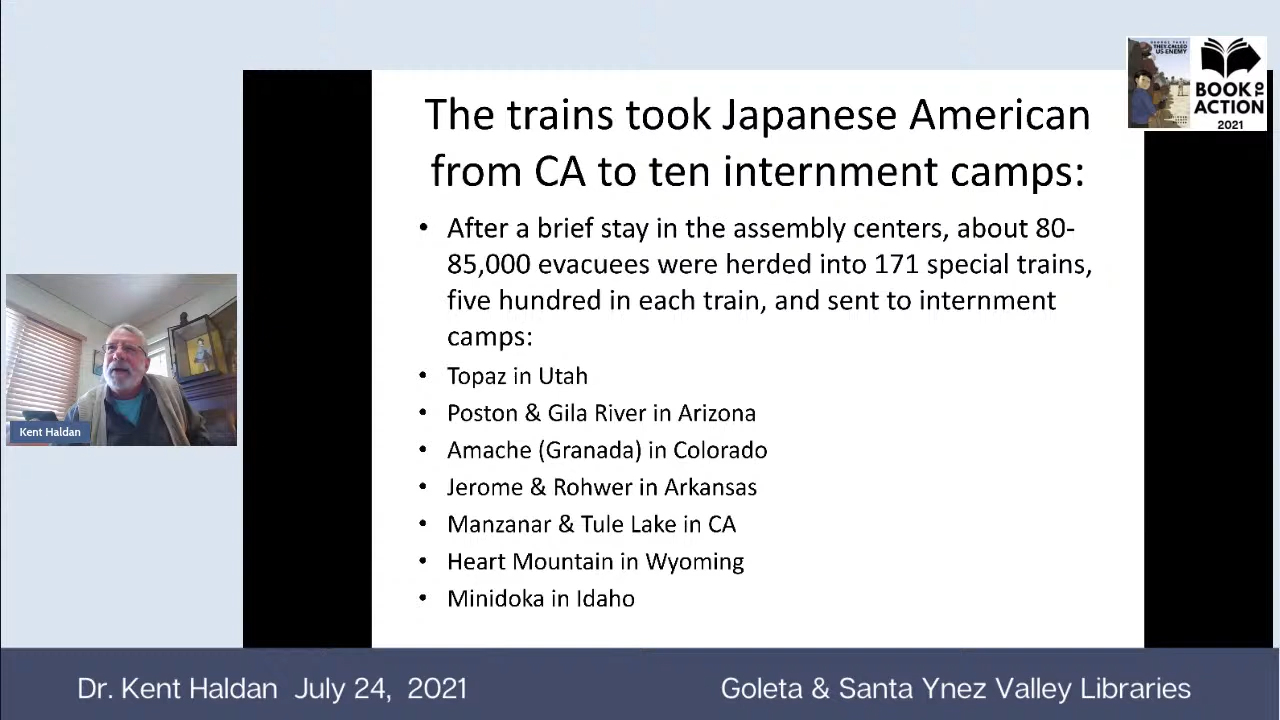 THEY CALLED
US ENEMY
BOOK TO
ACTION
2021
The trains took Japanese American
from CA to ten internment camps:
• After a brief stay in the assembly centers, about 80-
85,000 evacuees were herded into 171 special trains,
five hundred in each train, and sent to internment
camps:
• Topaz in Utah
• Poston & Gila River in Arizona
• Amache (Granada) in Colorado
• Jerome & Rohwer in Arkansas
• Manzanar & Tule Lake in CA
• Heart Mountain in Wyoming
• Minidoka in Idaho
Kent Haldan
Dr. Kent Haldan July 24, 2021
Goleta & Santa Ynez Valley Libraries